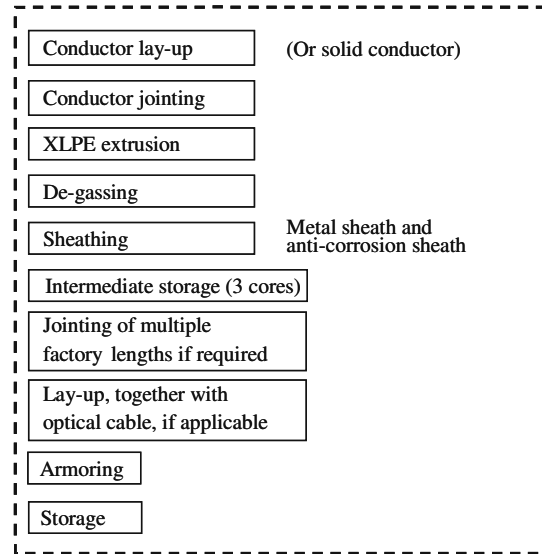 Conductor lay-up (Or solid conductor)
Conductor jointing
XLPE extrusion
De-gassing
Sheathing
Metal sheath and
anti-corrosion sheath
Intermediate storage (3 cores)
Jointing of multiple
factory lengths if required
Lay-up, together with
optical cable, if applicable
Armoring
Storage